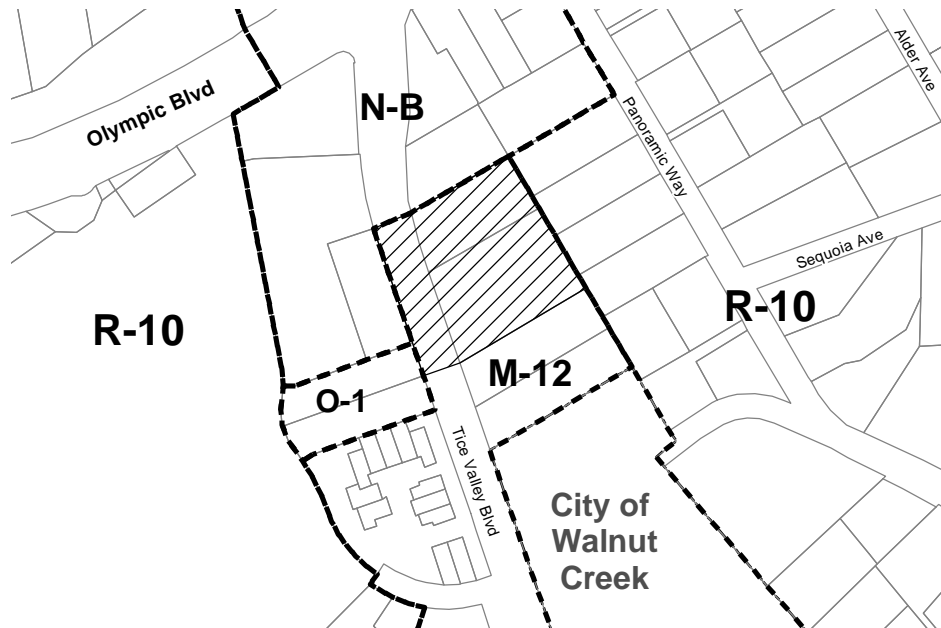 Alder Ave
Olympic Blvd
N-B
Panoramic Way
Sequoia Ave
R-10
R-10
M-12
O-1
Tice Valley Blvd
City of
Walnut
Creek